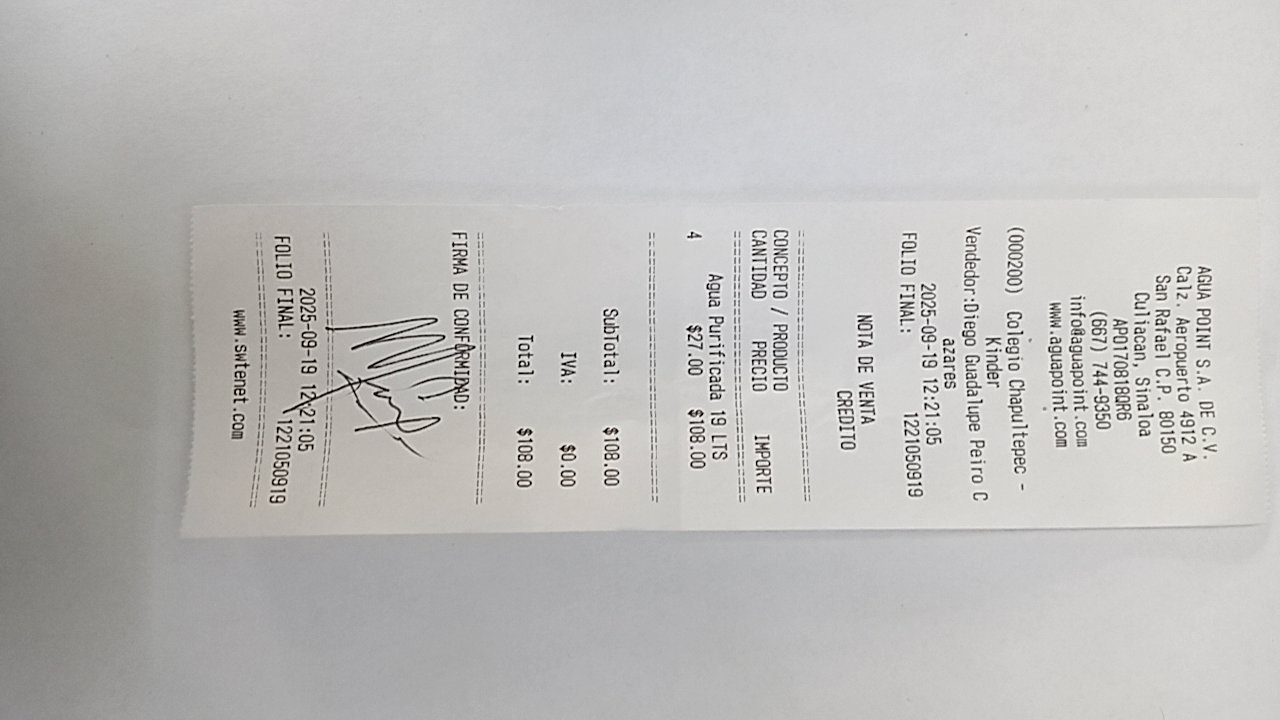 AGUA POINT S.A. DE C.V.
Calz. Aeropuerto 4912 A
San Rafael C.P. 80150
Culiacan, Sinaloa
APO170818QR6
(667) 744-9350
info@aguapoint.com
www.aguapoint.com
(000200) Colegio Chapultepec -
Kinder
Vendedor:Diego Guadalupe Peiro C
azares
2025-09-19 12:21:05
FOLIO FINAL: 1221050919
NOTA DE VENTA
CREDITO
================================
CONCEPTO / PRODUCTO
CANTIDAD PRECIO IMPORTE
================================
Agua Purificada 19 LTS
4 $27.00 $108.00
================================
SubTotal: $108.00
IVA: $0.00
Total: $108.00
================================
FIRMA DE CONFORMIDAD:
================================
2025-09-19 12:21:05
FOLIO FINAL: 1221050919
================================
www.swtenet.com